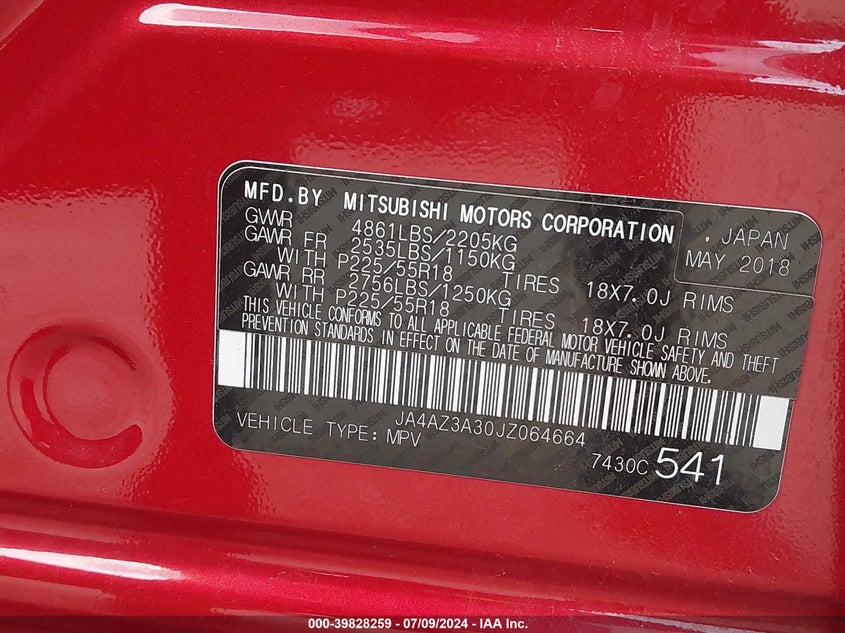 MFD.BY MITSUBISHI MOTORS CORPORATION
, JAPAN
MAY 2018
GVWR 4861LBS/2205KG
GAWR FR 2535LBS/1150KG
WITH P225/55R18 TIRES 18X7.0J RIMS
GAWR RR 2756LBS/1250KG
WITH P225/55R18 TIRES 18X7.0J RIMS
THIS VEHICLE CONFORMS TO ALL APPLICABLE FEDERAL MOTOR VEHICLE SAFETY AND THEFT
PREVENTION STANDARDS IN EFFECT ON THE DATE OF MANUFACTURE SHOWN ABOVE.
JA4AZ3A30JZ064664
VEHICLE TYPE: MPV
7430C 541
000-39828259 - 07/09/2024 - IAA Inc.